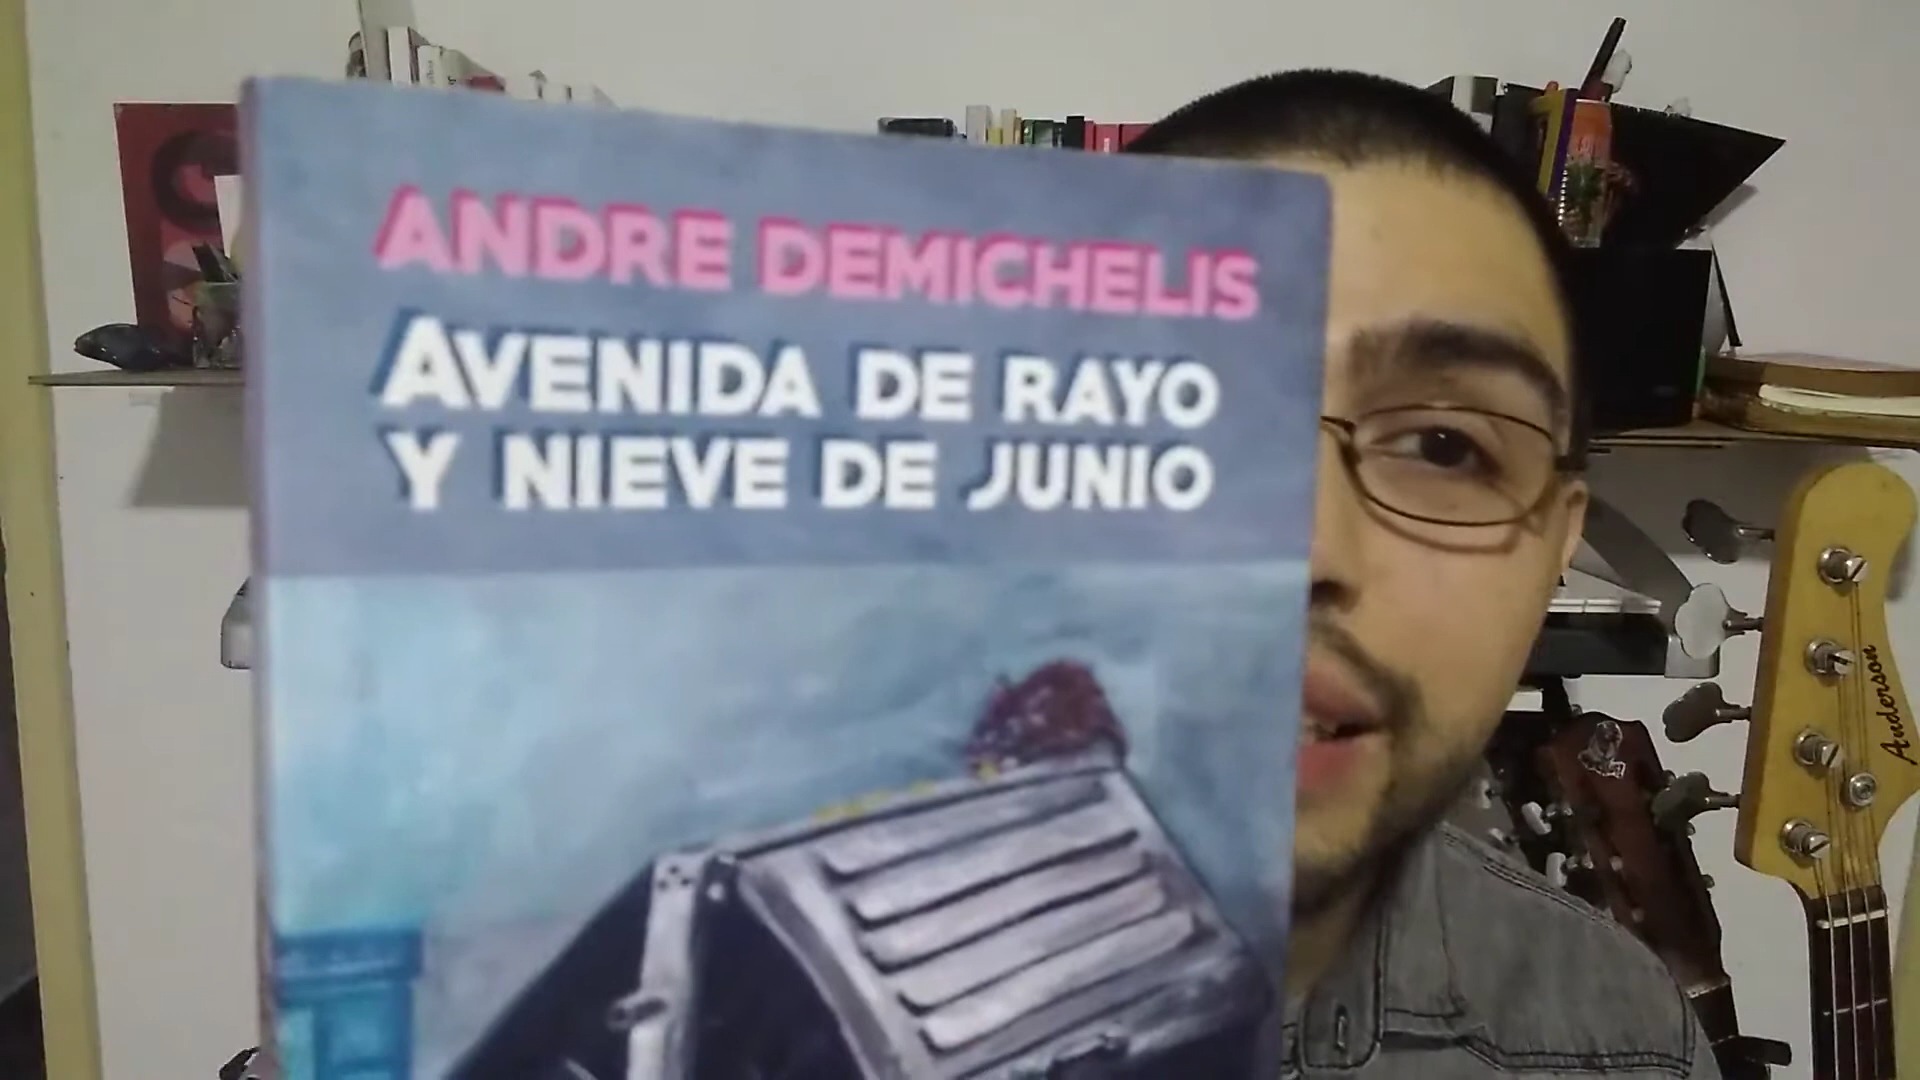 ANDRE DEMICHELIS
AVENIDA DE RAYO
Y NIEVE DE JUNIO
Anderson